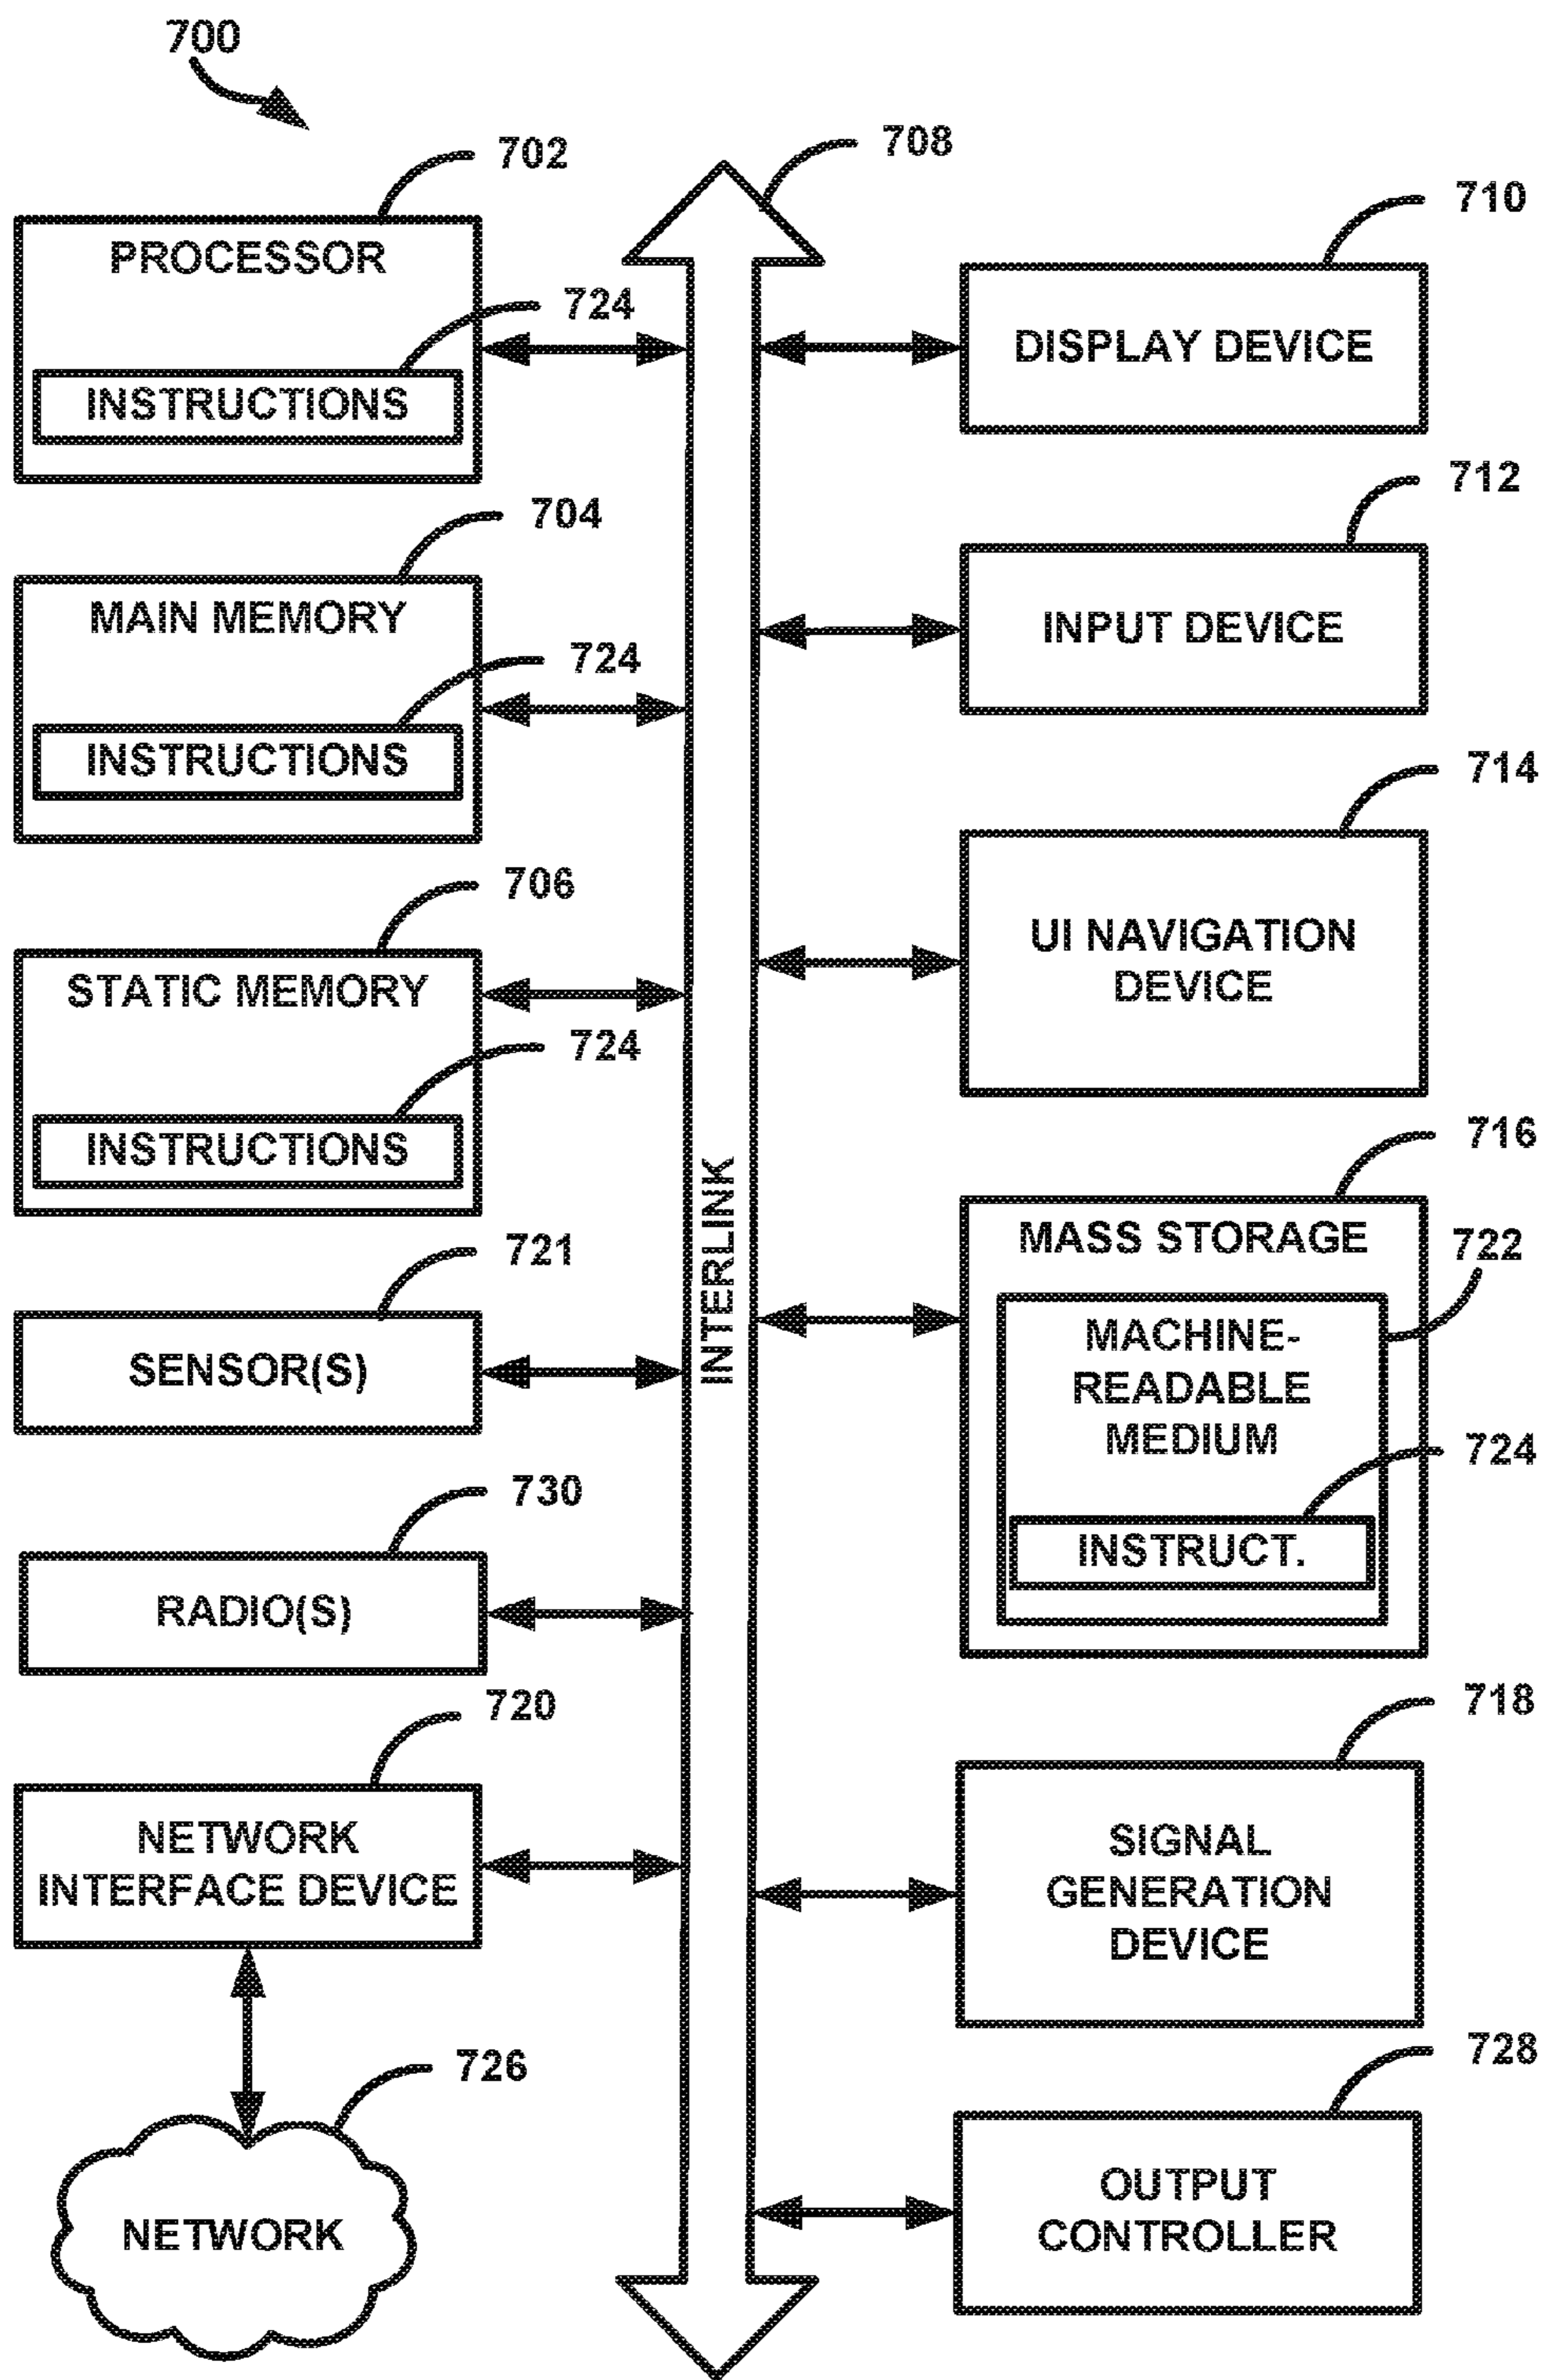 700
702
PROCESSOR
724
INSTRUCTIONS
704
MAIN MEMORY
724
INSTRUCTIONS
706
STATIC MEMORY
724
INSTRUCTIONS
721
SENSOR(S)
730
RADIO(S)
720
NETWORK
INTERFACE DEVICE
726
NETWORK
708
INTERLINK
710
DISPLAY DEVICE
712
INPUT DEVICE
714
UI NAVIGATION
DEVICE
716
MASS STORAGE
722
MACHINE-
READABLE
MEDIUM
724
INSTRUCT.
718
SIGNAL
GENERATION
DEVICE
728
OUTPUT
CONTROLLER